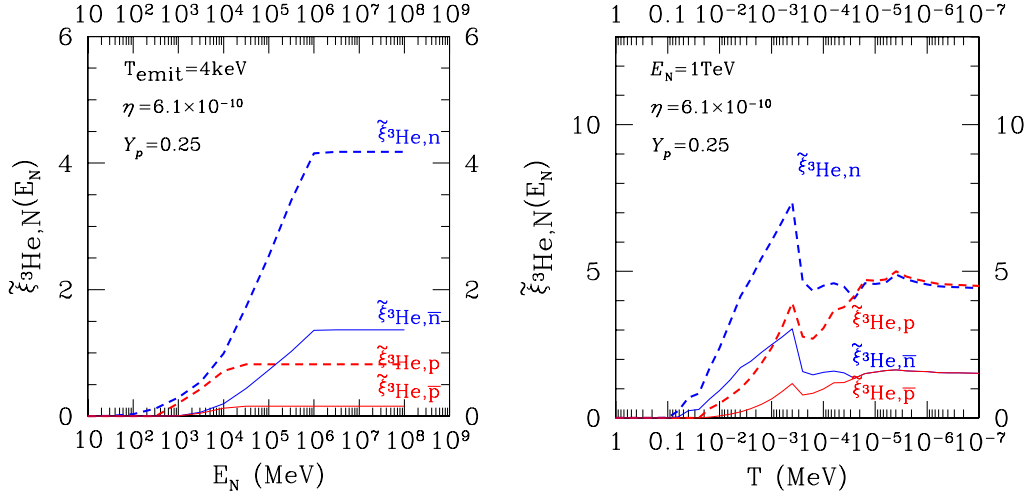 10 10² 10³ 10⁴ 10⁵ 10⁶ 10⁷ 10⁸ 10⁹
6 6
T_emit=4keV
η=6.1×10⁻¹⁰
Y_p=0.25
ξ̃³He,n
4 4
ξ̃³He,N(E_N)
2 2
ξ̃³He,n̅
ξ̃³He,p
ξ̃³He,p̅
0 0
10 10² 10³ 10⁴ 10⁵ 10⁶ 10⁷ 10⁸ 10⁹
E_N (MeV)
1 0.1 10⁻² 10⁻³ 10⁻⁴ 10⁻⁵ 10⁻⁶ 10⁻⁷
E_N=1TeV
η=6.1×10⁻¹⁰
Y_p=0.25
10 10
ξ̃³He,n
ξ̃³He,N(E_N)
5 5
ξ̃³He,p
ξ̃³He,n̅
ξ̃³He,p̅
0 0
1 0.1 10⁻² 10⁻³ 10⁻⁴ 10⁻⁵ 10⁻⁶ 10⁻⁷
T (MeV)